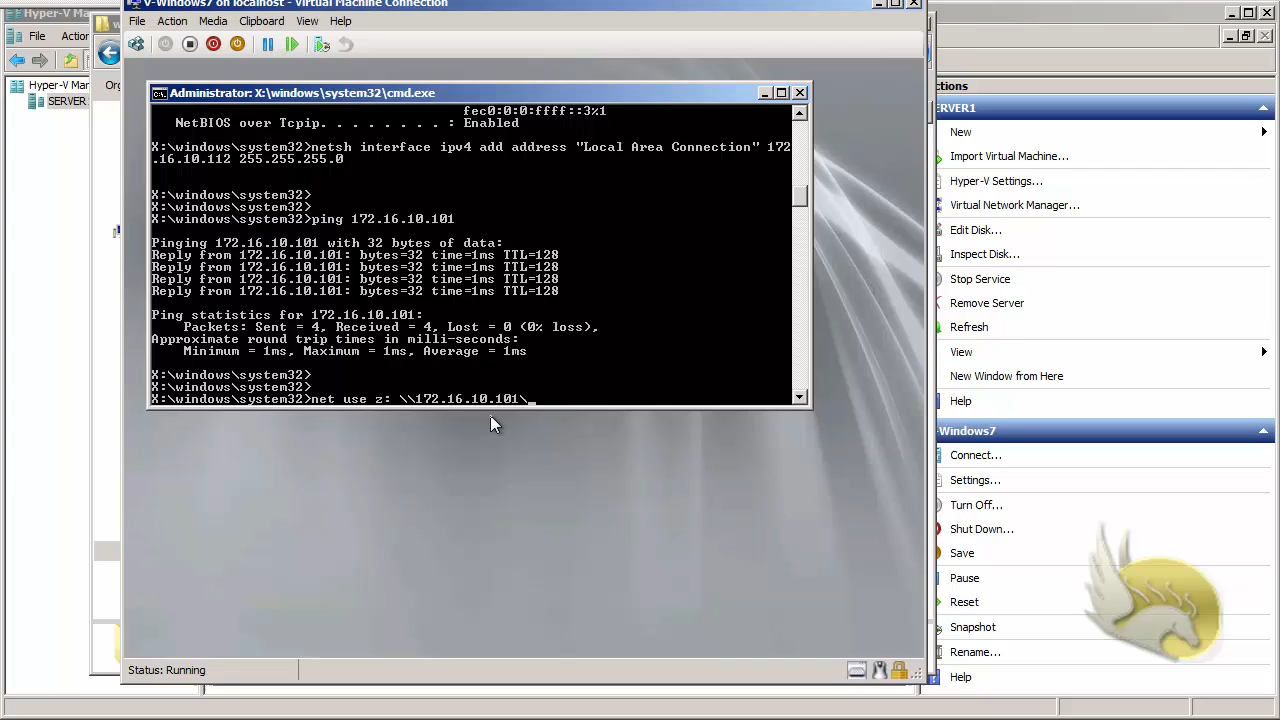 Hyper-V Man
V-Windows7 on localhost - Virtual Machine Connection
File Action
File Action Media Clipboard View Help
Hyper-V Mar
SERVER
Org
Administrator: X:\windows\system32\cmd.exe
fec0:0:0:ffff::3%1
NetBIOS over Tcpip. . . . . . . . : Enabled
X:\windows\system32>netsh interface ipv4 add address "Local Area Connection" 172
.16.10.112 255.255.255.0
X:\windows\system32>
X:\windows\system32>
X:\windows\system32>ping 172.16.10.101
Pinging 172.16.10.101 with 32 bytes of data:
Reply from 172.16.10.101: bytes=32 time=1ms TTL=128
Reply from 172.16.10.101: bytes=32 time=1ms TTL=128
Reply from 172.16.10.101: bytes=32 time=1ms TTL=128
Reply from 172.16.10.101: bytes=32 time=1ms TTL=128
Ping statistics for 172.16.10.101:
Packets: Sent = 4, Received = 4, Lost = 0 (0% loss),
Approximate round trip times in milli-seconds:
Minimum = 1ms, Maximum = 1ms, Average = 1ms
X:\windows\system32>
X:\windows\system32>
X:\windows\system32>net use z: \\172.16.10.101\_
Status: Running
ctions
ERVER1
New
Import Virtual Machine...
Hyper-V Settings...
Virtual Network Manager...
Edit Disk...
Inspect Disk...
Stop Service
Remove Server
Refresh
View
New Window from Here
Help
-Windows7
Connect...
Settings...
Turn Off...
Shut Down...
Save
Pause
Reset
Snapshot
Rename...
Help